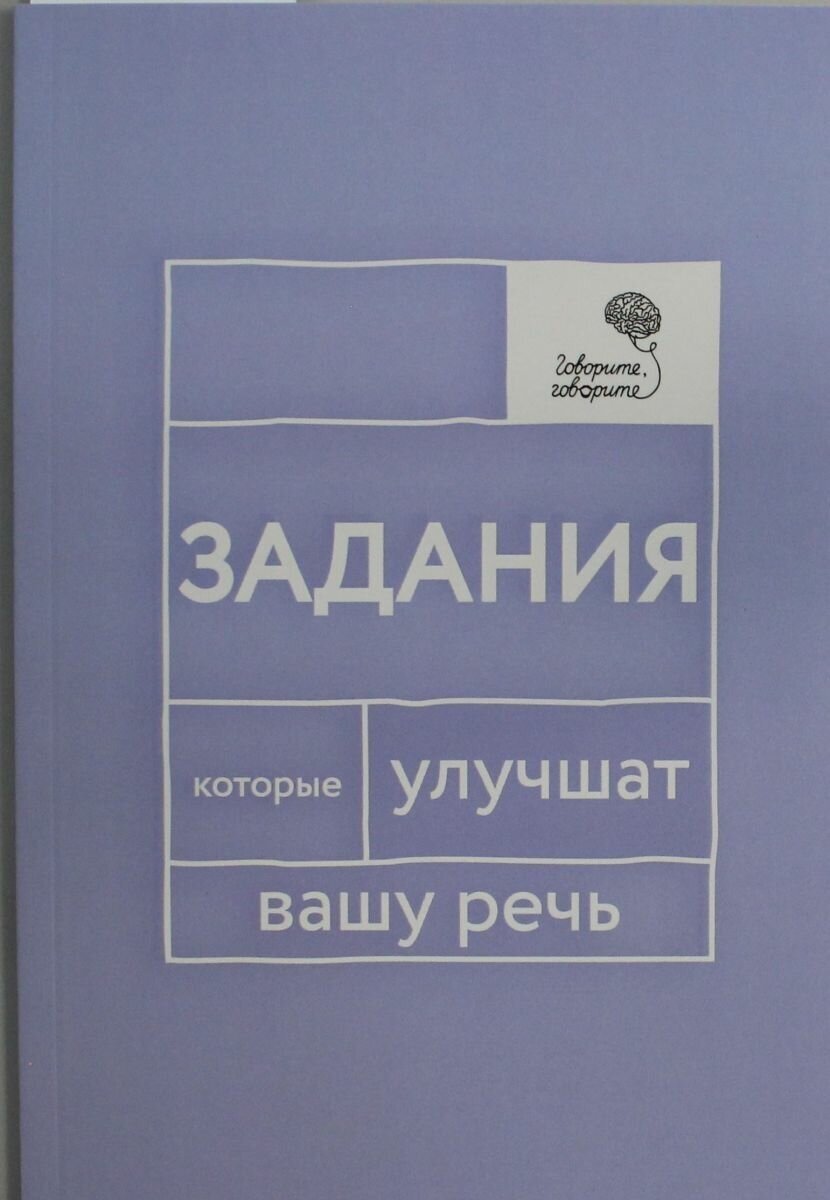 Говорите,
говорите
ЗАДАНИЯ
которые улучшат
вашу речь